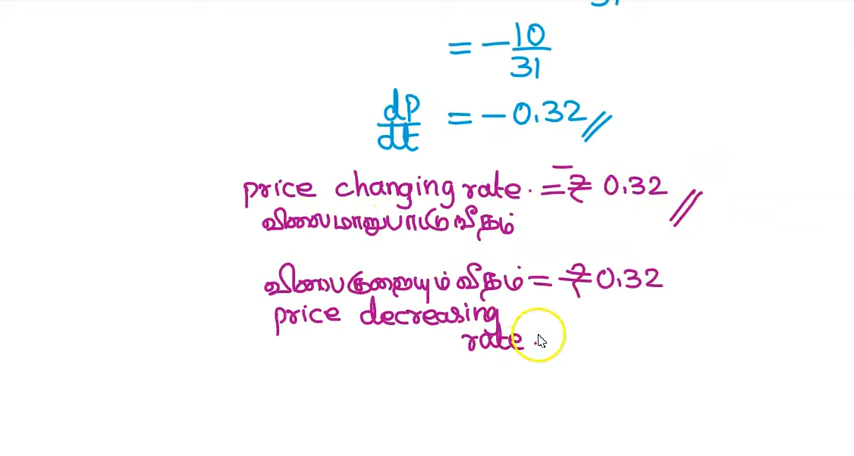 = -10/31
dp/dt = -0.32//
price changing rate. = -₹ 0.32 //
விலைமாறுபாட்டுவீதம்
விலைகுறையும் வீதம் = ₹ 0.32
price decreasing
rate.